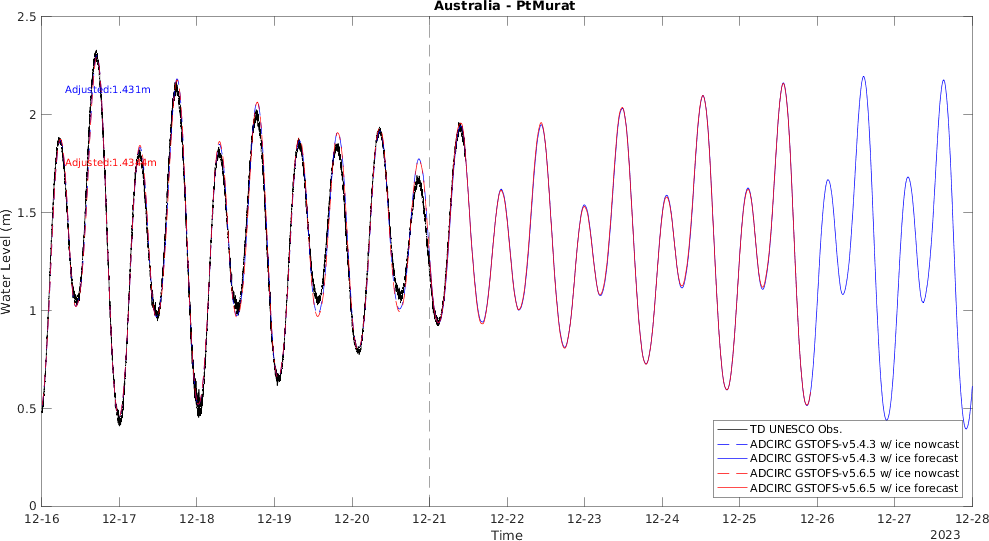 Australia - PtMurat
2.5
2
1.5
1
0.5
0
Water Level (m)
Adjusted:1.431m
TD UNESCO Obs.
ADCIRC GSTOFS-v5.4.3 w/ ice nowcast
ADCIRC GSTOFS-v5.4.3 w/ ice forecast
ADCIRC GSTOFS-v5.6.5 w/ ice nowcast
ADCIRC GSTOFS-v5.6.5 w/ ice forecast
12-16 12-17 12-18 12-19 12-20 12-21 12-22 12-23 12-24 12-25 12-26 12-27 12-28
Time
2023